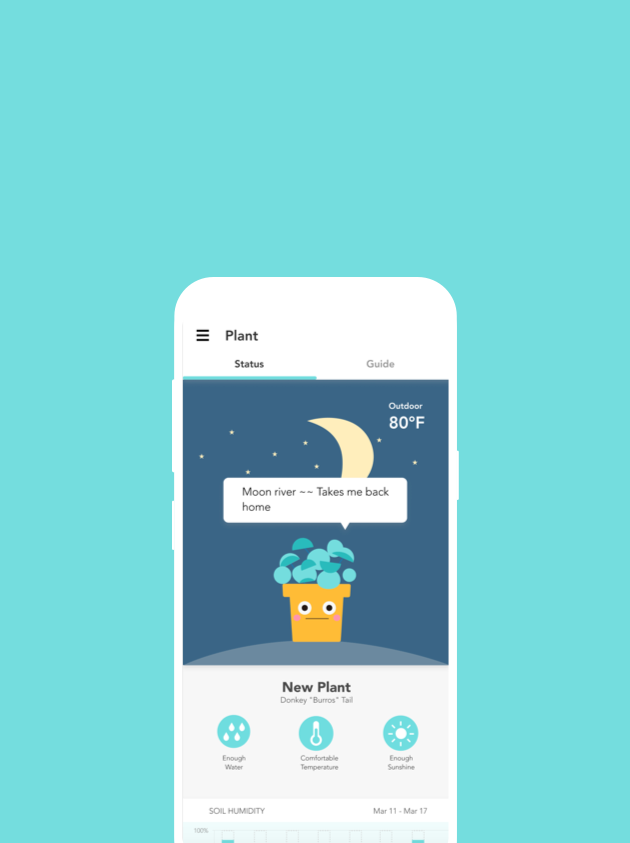 Plant
Status
Guide
Outdoor
80°F
Moon river ~~ Takes me back
home
New Plant
Donkey "Burros" Tail
Enough
Water
Comfortable
Temperature
Enough
Sunshine
SOIL HUMIDITY
Mar 11 - Mar 17
100%